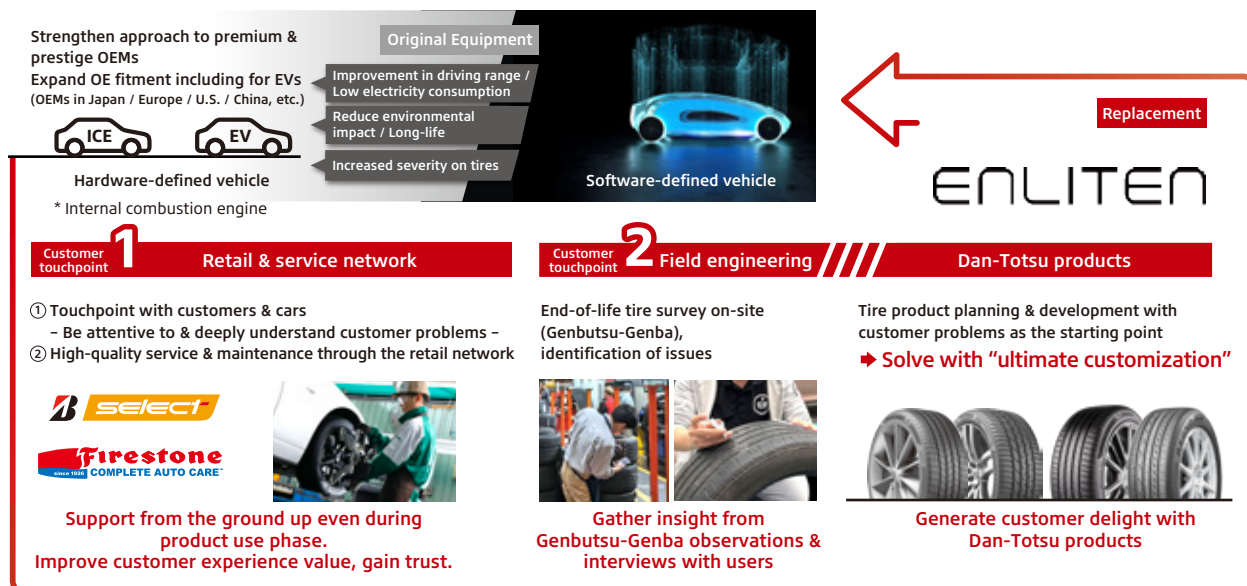 Strengthen approach to premium &
prestige OEMs
Expand OE fitment including for EVs
(OEMs in Japan / Europe / U.S. / China, etc.)
ICE
EV
Hardware-defined vehicle
* Internal combustion engine
Original Equipment
Improvement in driving range /
Low electricity consumption
Reduce environmental
impact / Long-life
Increased severity on tires
Software-defined vehicle
Replacement
ENLITEN
Customer
touchpoint 1
Retail & service network
① Touchpoint with customers & cars
– Be attentive to & deeply understand customer problems –
② High-quality service & maintenance through the retail network
B select
Firestone
since 1926 COMPLETE AUTO CARE™
Support from the ground up even during
product use phase.
Improve customer experience value, gain trust.
Customer
touchpoint 2
Field engineering
End-of-life tire survey on-site
(Genbutsu-Genba),
identification of issues
Gather insight from
Genbutsu-Genba observations &
interviews with users
Dan-Totsu products
Tire product planning & development with
customer problems as the starting point
➡ Solve with “ultimate customization”
Generate customer delight with
Dan-Totsu products